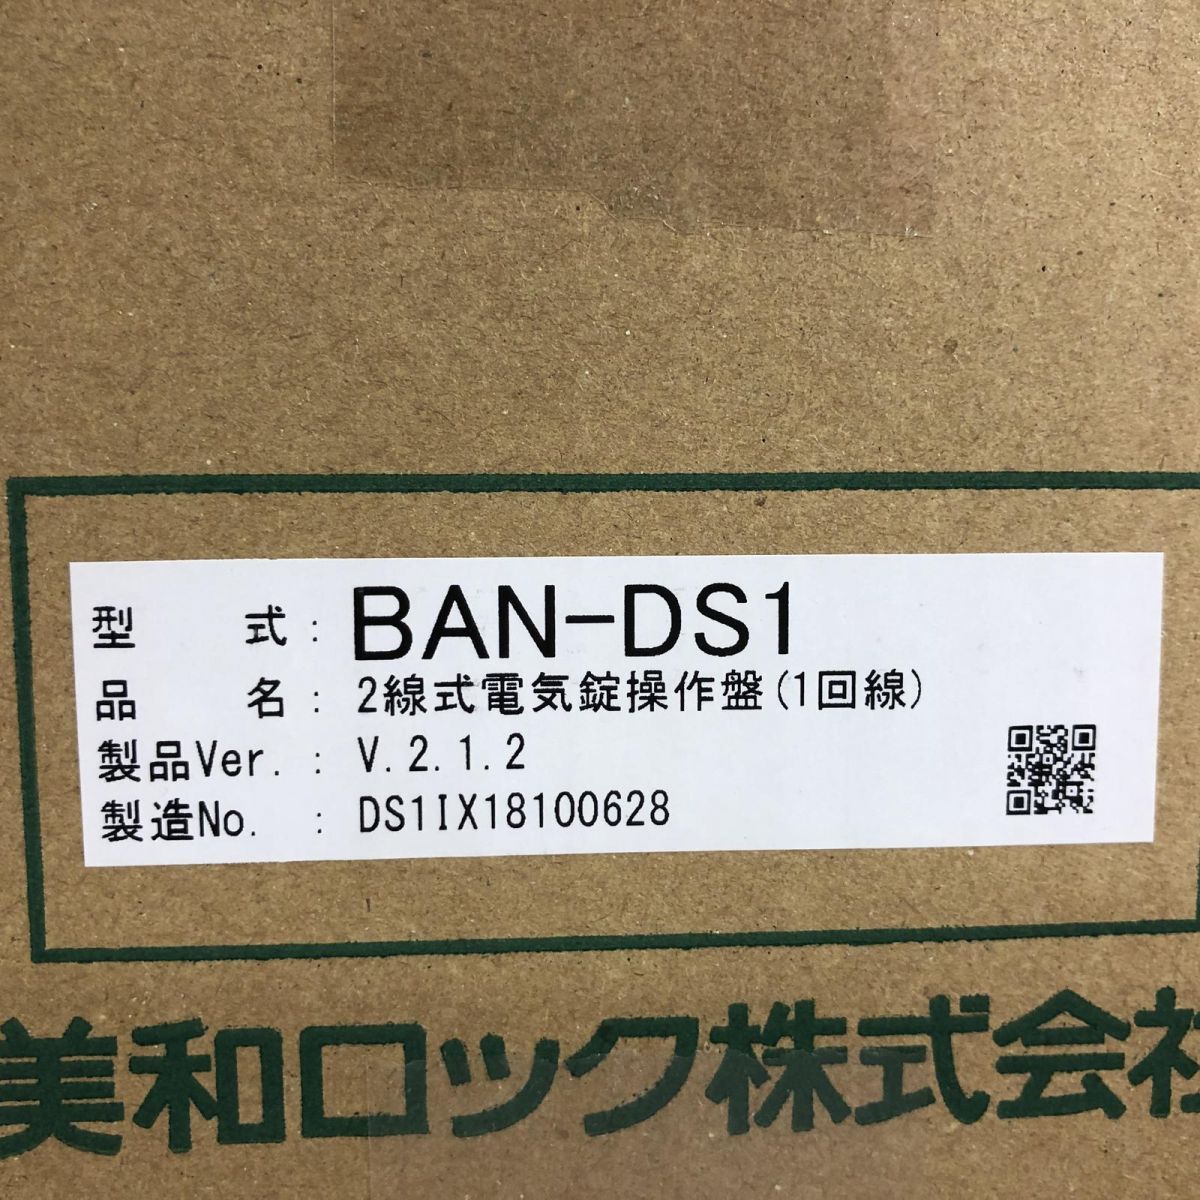 型 式 : BAN-DS1
品 名 : 2線式電気錠操作盤(1回線)
製品Ver. : V.2.1.2
製造No. : DS1IX18100628
美和ロック株式会社